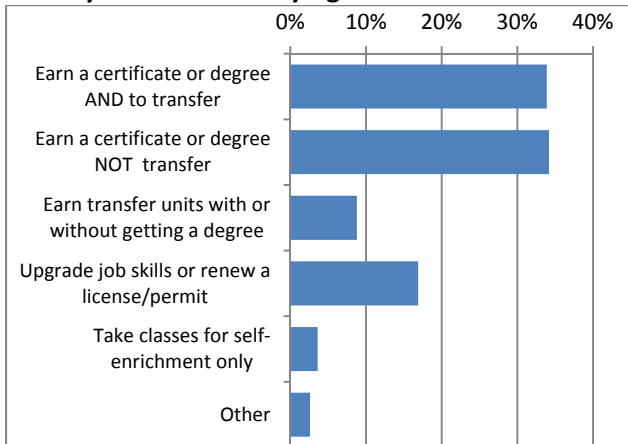 0% 10% 20% 30% 40%
Earn a certificate or degree
AND to transfer
Earn a certificate or degree
NOT transfer
Earn transfer units with or
without getting a degree
Upgrade job skills or renew a
license/permit
Take classes for self-
enrichment only
Other